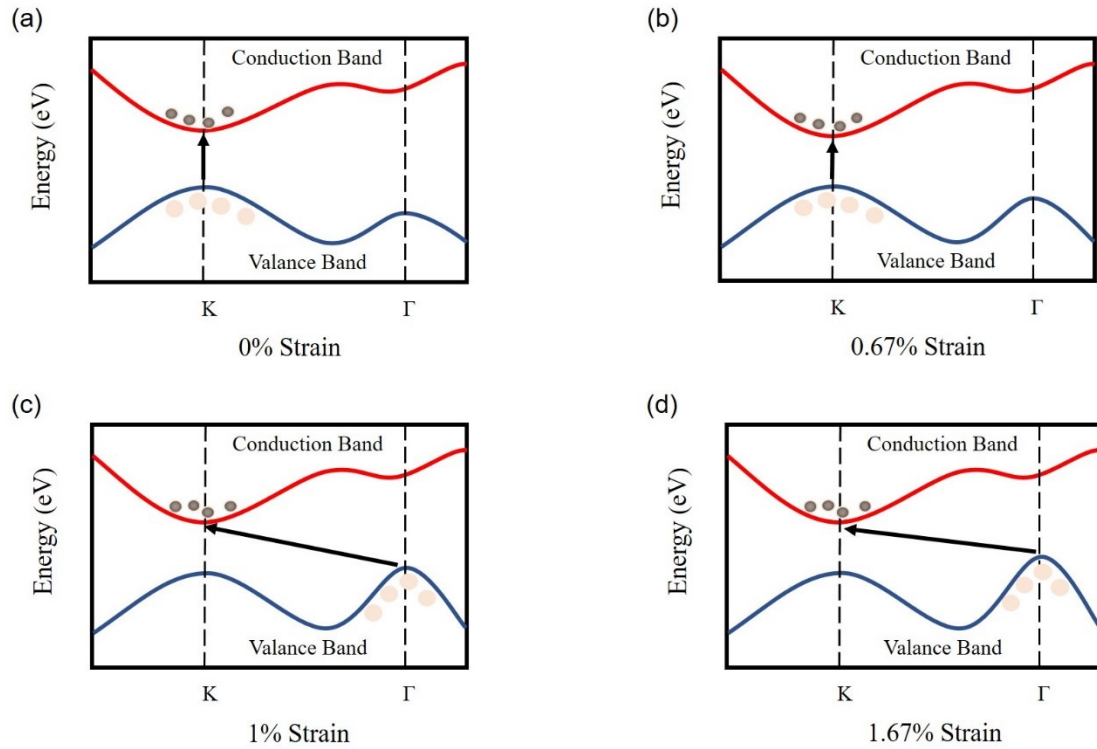 (a)
Conduction Band
Energy (eV)
Valance Band
K
Γ
0% Strain
(b)
Conduction Band
Energy (eV)
Valance Band
K
Γ
0.67% Strain
(c)
Conduction Band
Energy (eV)
Valance Band
K
Γ
1% Strain
(d)
Conduction Band
Energy (eV)
Valance Band
K
Γ
1.67% Strain